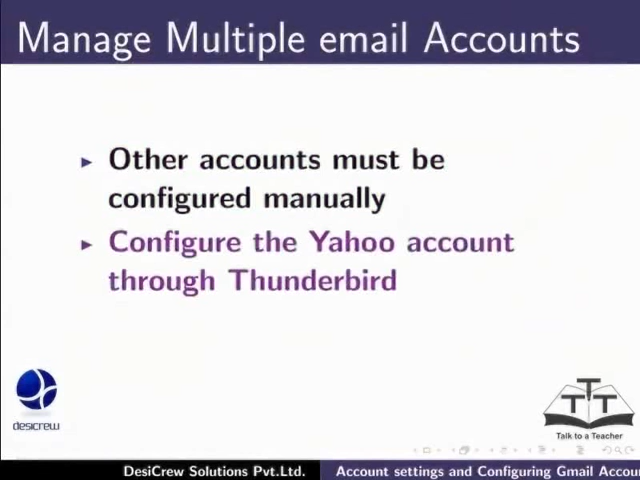 Manage Multiple email Accounts
Other accounts must be
configured manually
Configure the Yahoo account
through Thunderbird
desicrew
TTT
Talk to a Teacher
DesiCrew Solutions Pvt.Ltd.
Account settings and Configuring Gmail Accou